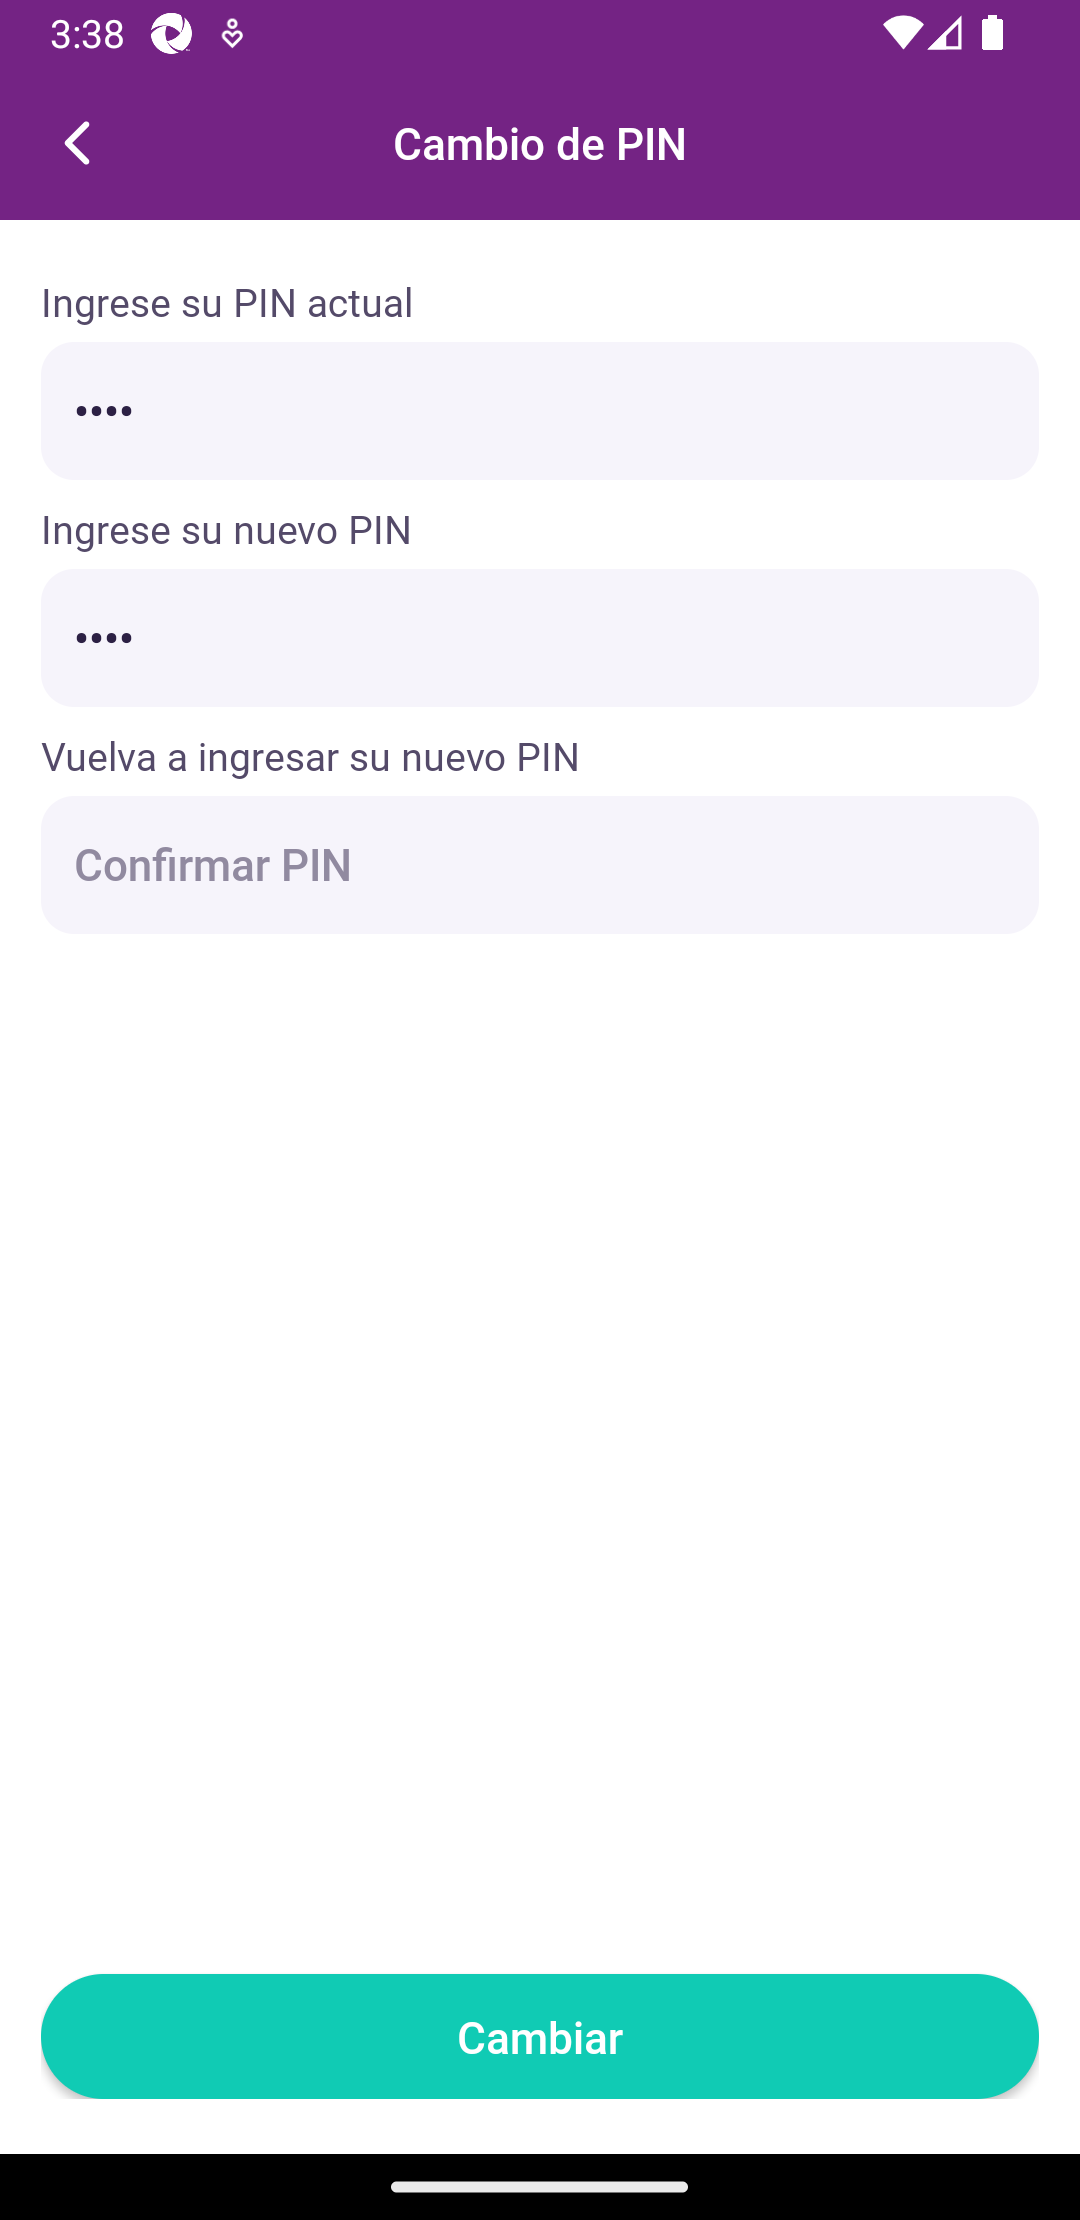 3:38
Cambio de PIN
Ingrese su PIN actual
••••
Ingrese su nuevo PIN
••••
Vuelva a ingresar su nuevo PIN
Confirmar PIN
Cambiar